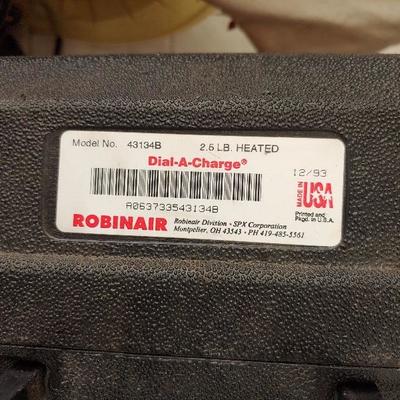 Model No. 43134B 2.5 LB. HEATED
Dial-A-Charge®
12/93
A063733543134B
MADE IN USA
Printed and
Pkgd. in U.S.A.
ROBINAIR
Robinair Division - SPX Corporation
Montpelier, OH 43543 - PH 419-485-5561